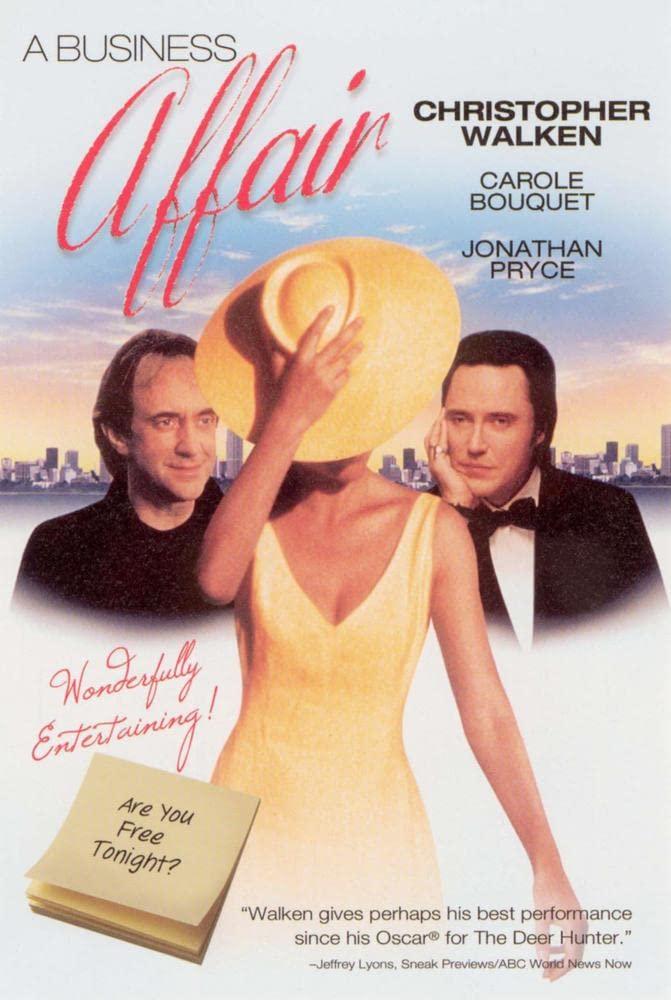 A BUSINESS
Affair
CHRISTOPHER
WALKEN
CAROLE
BOUQUET
JONATHAN
PRYCE
Wonderfully
Entertaining!
Are You
Free
Tonight?
“Walken gives perhaps his best performance
since his Oscar® for The Deer Hunter.”
–Jeffrey Lyons, Sneak Previews/ABC World News Now